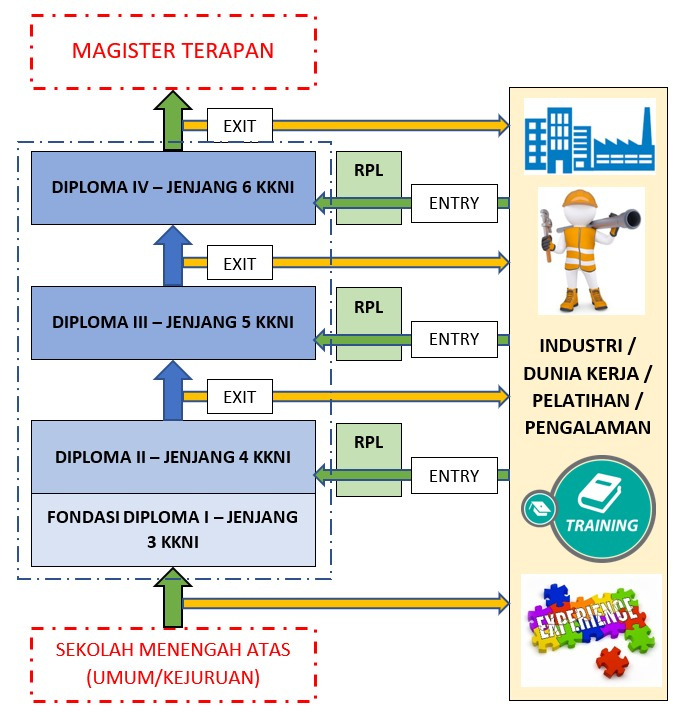 MAGISTER TERAPAN
EXIT
DIPLOMA IV – JENJANG 6 KKNI
RPL
ENTRY
EXIT
DIPLOMA III – JENJANG 5 KKNI
RPL
ENTRY
INDUSTRI /
DUNIA KERJA /
PELATIHAN /
PENGALAMAN
EXIT
DIPLOMA II – JENJANG 4 KKNI
RPL
ENTRY
FONDASI DIPLOMA I – JENJANG
3 KKNI
TRAINING
EXPERIENCE
SEKOLAH MENENGAH ATAS
(UMUM/KEJURUAN)